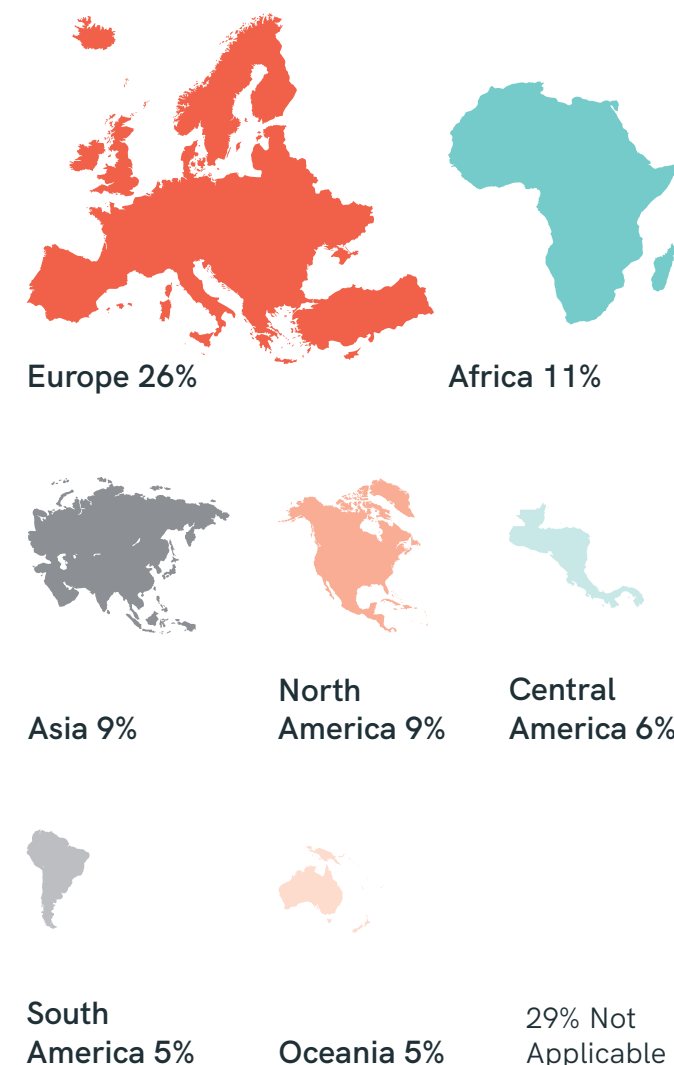 Europe 26%
Africa 11%
Asia 9%
North
America 9%
Central
America 6%
South
America 5%
Oceania 5%
29% Not
Applicable